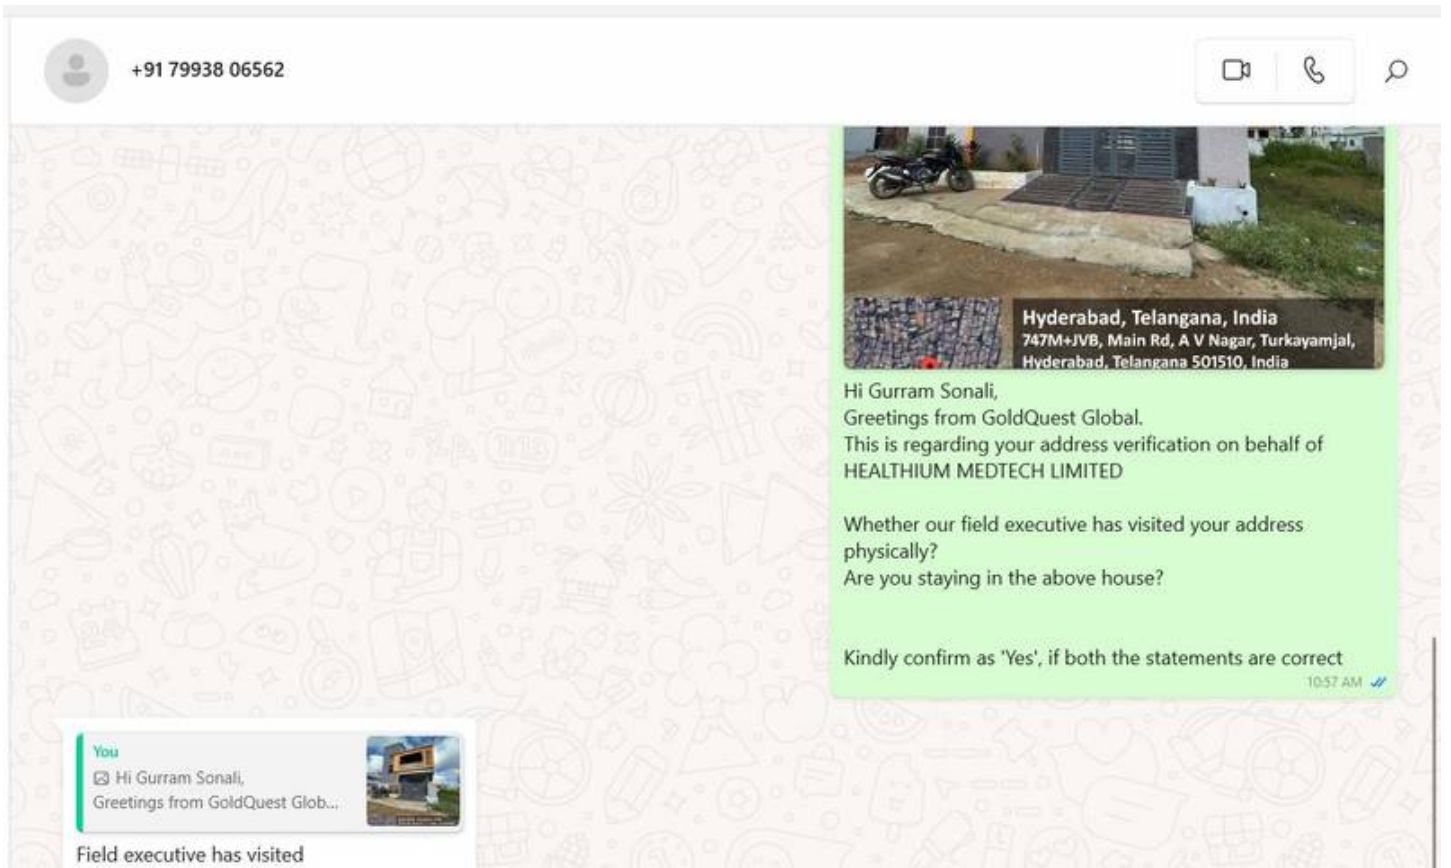 +91 79938 06562
Hyderabad, Telangana, India
747M+JVB, Main Rd, A V Nagar, Turkayamjal,
Hyderabad, Telangana 501510, India
Hi Gurram Sonali,
Greetings from GoldQuest Global.
This is regarding your address verification on behalf of
HEALTHIUM MEDTECH LIMITED
Whether our field executive has visited your address
physically?
Are you staying in the above house?
Kindly confirm as 'Yes', if both the statements are correct
10:57 AM
You
Hi Gurram Sonali,
Greetings from GoldQuest Glob...
Field executive has visited